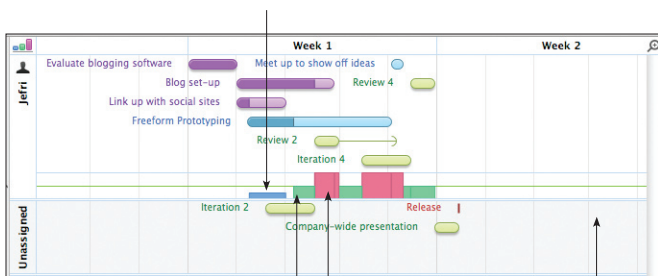 Week 1 Week 2
Jefri
Evaluate blogging software Meet up to show off ideas
Blog set-up Review 4
Link up with social sites
Freeform Prototyping
Review 2
Iteration 4
Unassigned
Iteration 2 Release
Company-wide presentation